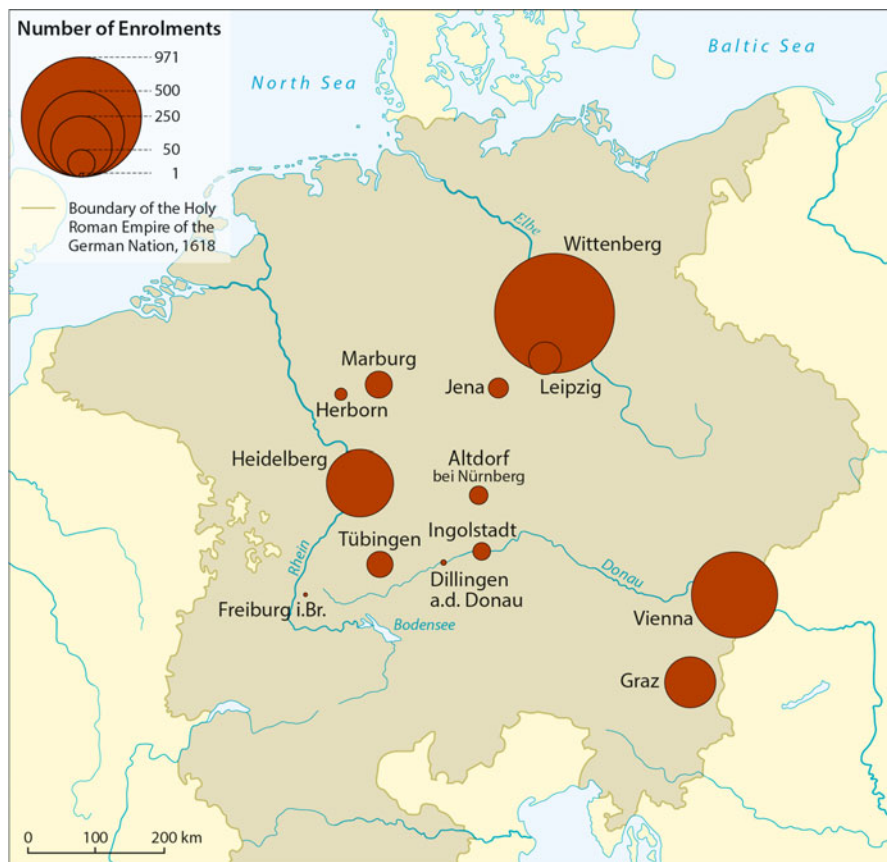 Number of Enrolments
971
500
250
50
1
Boundary of the Holy
Roman Empire of the
German Nation, 1618
North Sea
Baltic Sea
Elbe
Wittenberg
Marburg
Herborn
Jena
Leipzig
Heidelberg
Altdorf
bei Nürnberg
Rhein
Tübingen
Ingolstadt
Dillingen
a.d. Donau
Donau
Freiburg i.Br.
Bodensee
Vienna
Graz
0 100 200 km